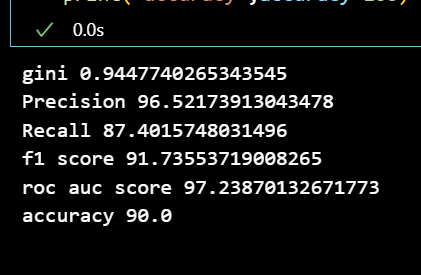 0.0s
gini 0.9447740265343545
Precision 96.52173913043478
Recall 87.4015748031496
f1 score 91.73553719008265
roc auc score 97.23870132671773
accuracy 90.0